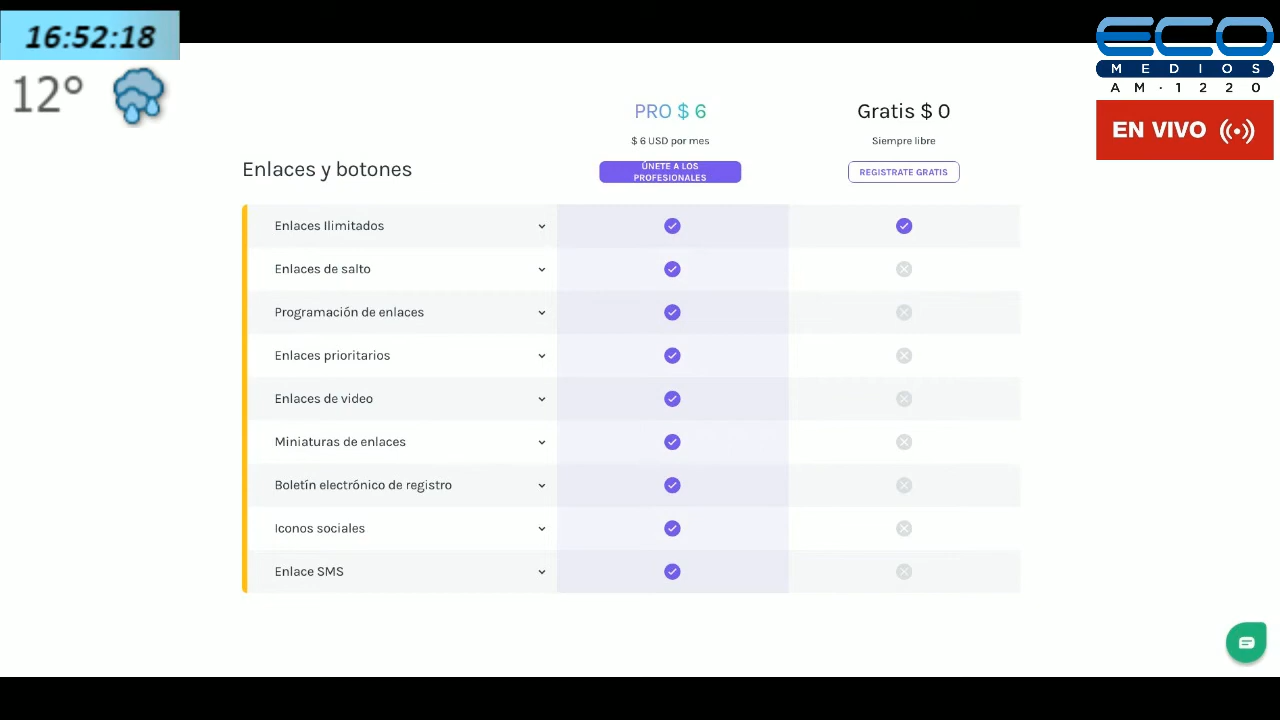 16:52:18
12°
ECO
MEDIOS
AM·1220
EN VIVO
PRO $ 6
Gratis $ 0
$ 6 USD por mes
Siempre libre
Enlaces y botones
ÚNETE A LOS
PROFESIONALES
REGISTRATE GRATIS
Enlaces Ilimitados
Enlaces de salto
Programación de enlaces
Enlaces prioritarios
Enlaces de video
Miniaturas de enlaces
Boletín electrónico de registro
Iconos sociales
Enlace SMS